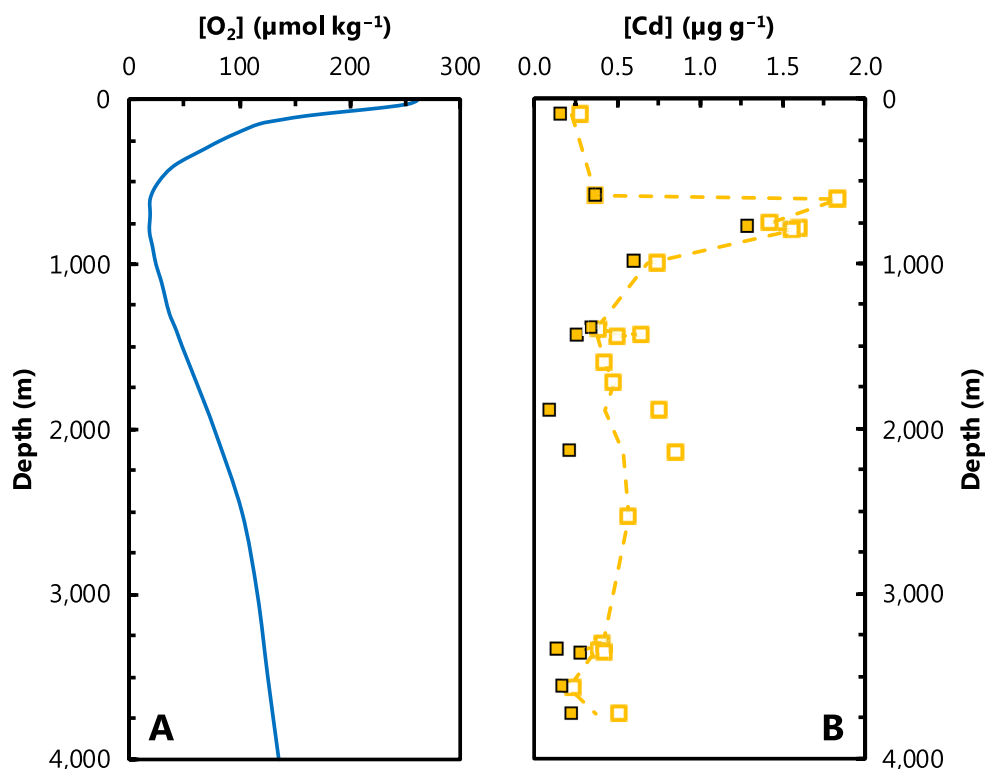 [O₂] (µmol kg⁻¹)
[Cd] (µg g⁻¹)
0 100 200 300
0.0 0.5 1.0 1.5 2.0
0
0
1,000
1,000
2,000
2,000
3,000
3,000
4,000
4,000
Depth (m)
Depth (m)
A
B